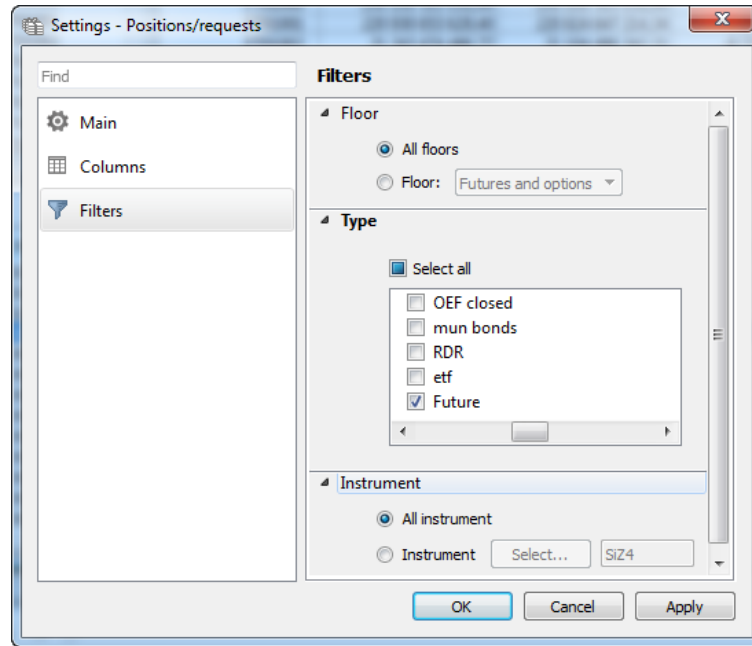 Settings - Positions/requests
Find
Main
Columns
Filters
Filters
Floor
All floors
Floor: Futures and options
Type
Select all
OEF closed
mun bonds
RDR
etf
Future
Instrument
All instrument
Instrument Select... SiZ4
OK Cancel Apply